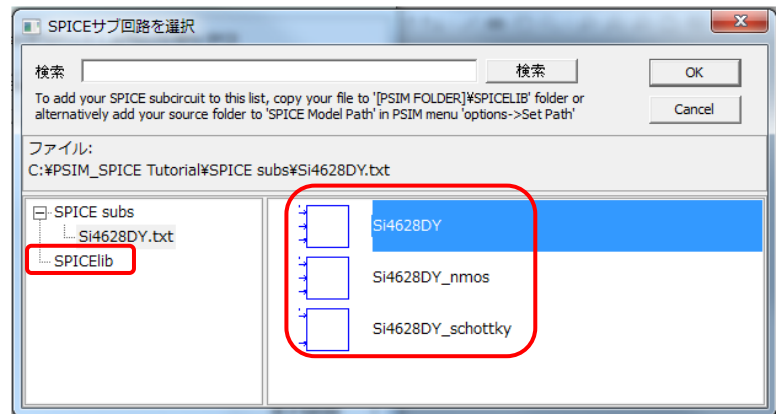 SPICEサブ回路を選択
検索
検索
OK
To add your SPICE subcircuit to this list, copy your file to '[PSIM FOLDER]¥SPICELIB' folder or
alternatively add your source folder to 'SPICE Model Path' in PSIM menu 'options->Set Path'
Cancel
ファイル:
C:¥PSIM_SPICE Tutorial¥SPICE subs¥Si4628DY.txt
SPICE subs
Si4628DY.txt
SPICElib
Si4628DY
Si4628DY_nmos
Si4628DY_schottky